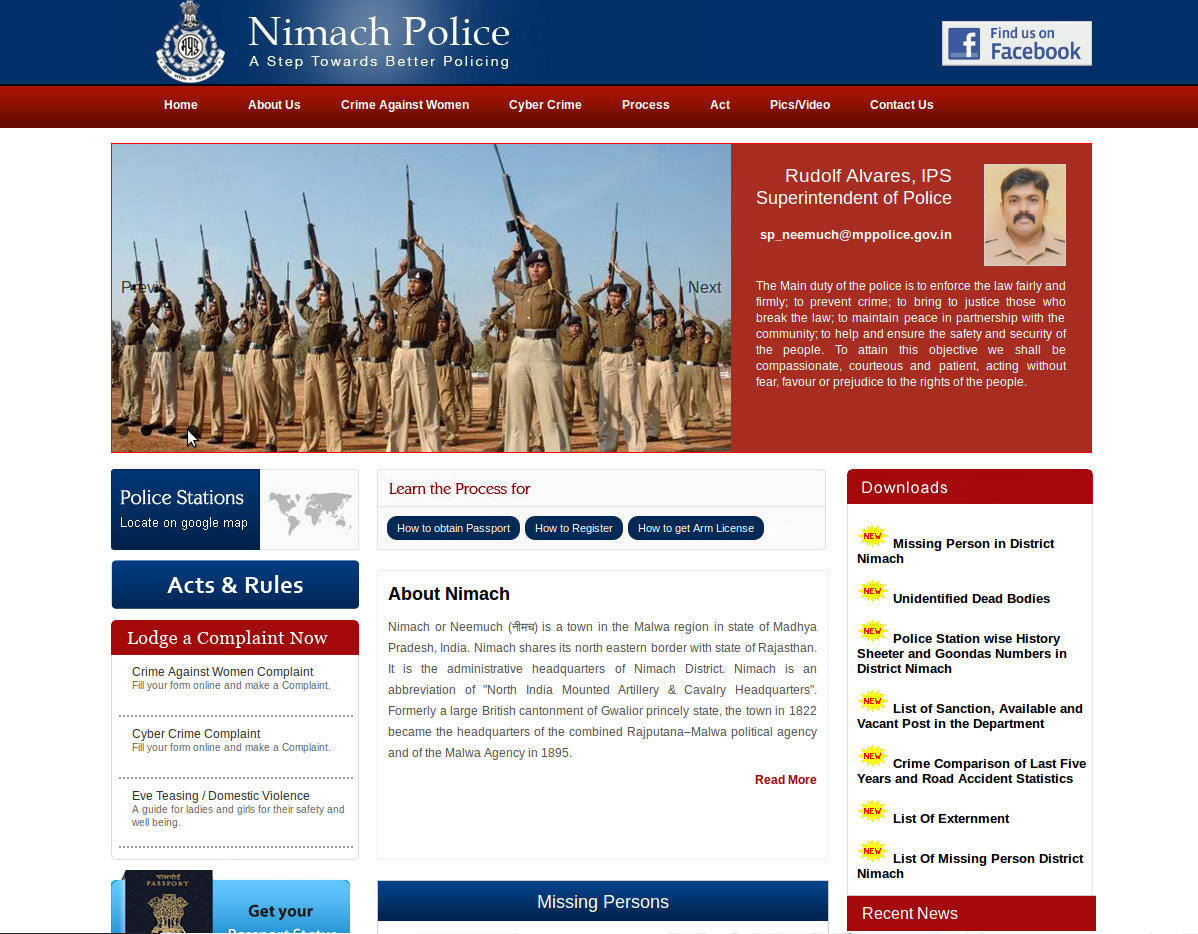 Nimach Police
A Step Towards Better Policing
Find us on
Facebook
Home About Us Crime Against Women Cyber Crime Process Act Pics/Video Contact Us
Rudolf Alvares, IPS
Superintendent of Police
sp_neemuch@mppolice.gov.in
Next
The Main duty of the police is to enforce the law fairly and
firmly; to prevent crime; to bring to justice those who
break the law; to maintain peace in partnership with the
community; to help and ensure the safety and security of
the people. To attain this objective we shall be
compassionate, courteous and patient, acting without
fear, favour or prejudice to the rights of the people.
Police Stations
Locate on google map
Acts & Rules
Lodge a Complaint Now
Crime Against Women Complaint
Fill your form online and make a Complaint.
Cyber Crime Complaint
Fill your form online and make a Complaint.
Eve Teasing / Domestic Violence
A guide for ladies and girls for their safety and
well being.
पासपोर्ट
PASSPORT
Get your
Passport Status
Learn the Process for
How to obtain Passport How to Register How to get Arm License
About Nimach
Nimach or Neemuch (नीमच) is a town in the Malwa region in state of Madhya
Pradesh, India. Nimach shares its north eastern border with state of Rajasthan.
It is the administrative headquarters of Nimach District. Nimach is an
abbreviation of "North India Mounted Artillery & Cavalry Headquarters".
Formerly a large British cantonment of Gwalior princely state, the town in 1822
became the headquarters of the combined Rajputana–Malwa political agency
and of the Malwa Agency in 1895.
Read More
Missing Persons
Downloads
NEW Missing Person in District
Nimach
NEW Unidentified Dead Bodies
NEW Police Station wise History
Sheeter and Goondas Numbers in
District Nimach
NEW List of Sanction, Available and
Vacant Post in the Department
NEW Crime Comparison of Last Five
Years and Road Accident Statistics
NEW List Of Externment
NEW List Of Missing Person District
Nimach
Recent News